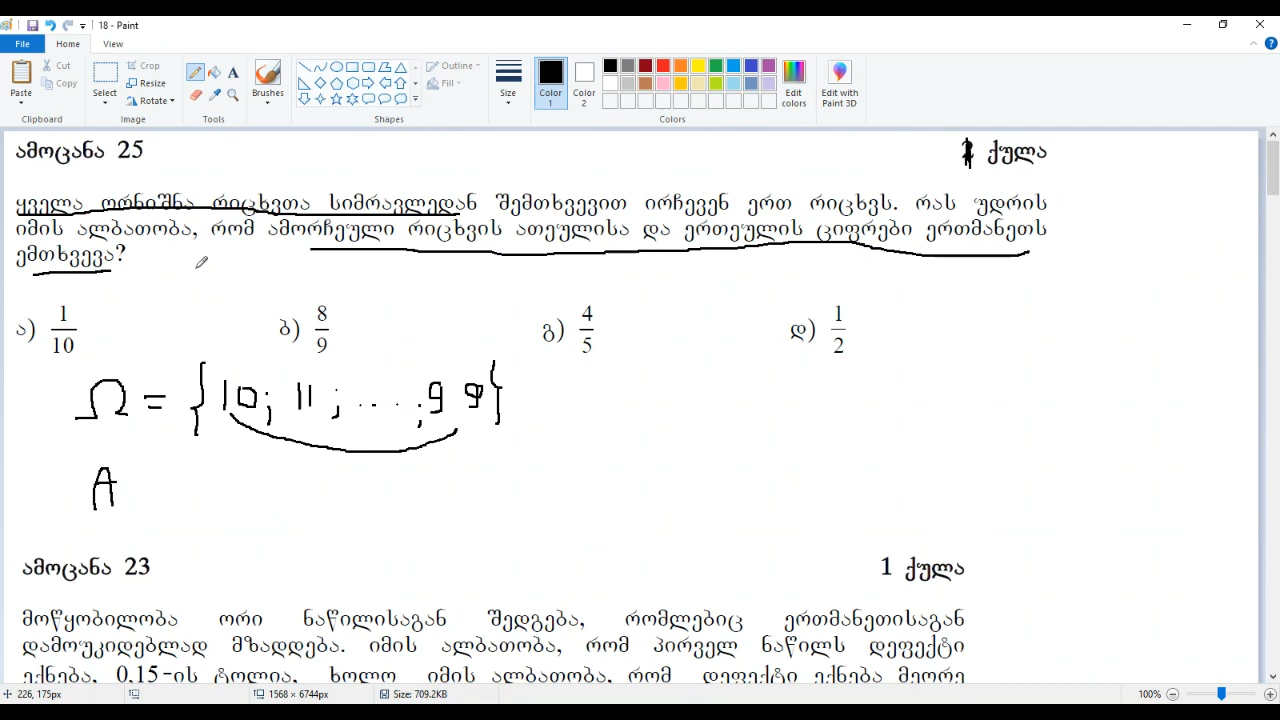 18 - Paint
File
Home
View
Paste
Cut
Copy
Clipboard
Select
Crop
Resize
Rotate
Image
A
Tools
Brushes
Shapes
Outline
Fill
Size
Color 1
Color 2
Edit colors
Colors
Edit with Paint 3D
ამოცანა 25
ქულა
ყველა ორნიშნა რიცხვთა სიმრავლედან შემთხვევით ირჩევენ ერთ რიცხვს. რას უდრის
იმის ალბათობა, რომ ამორჩეული რიცხვის ათეულისა და ერთეულის ციფრები ერთმანეთს
ემთხვევა?
ა) 1/10 ბ) 8/9 გ) 4/5 დ) 1/2
Ω = {10; 11; ....; 99}
A
ამოცანა 23
1 ქულა
მოწყობილობა ორი ნაწილისაგან შედგება, რომლებიც ერთმანეთისაგან
დამოუკიდებლად მზადდება. იმის ალბათობა, რომ პირველ ნაწილს დეფექტი
ექნება, 0,15-ის ტოლია, ხოლო იმის ალბათობა, რომ დეფექტი ექნება მეორე
226, 175px
1568 × 6744px
Size: 709.2KB
100%